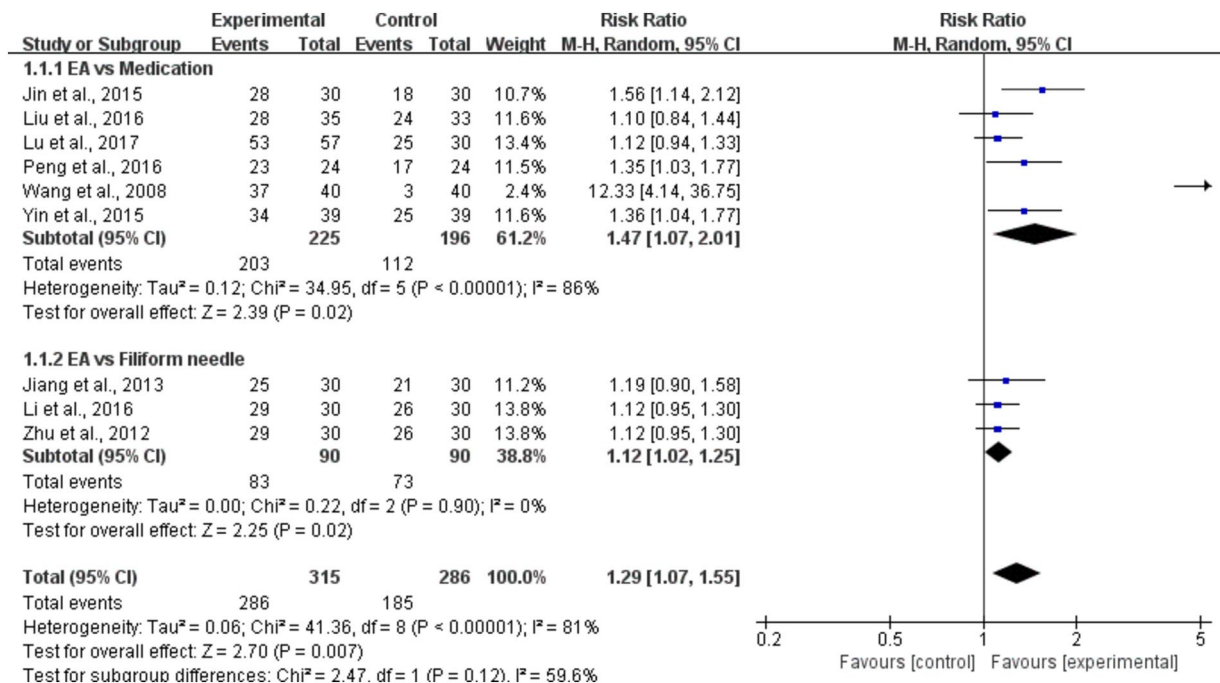 Experimental Control Risk Ratio Risk Ratio
Study or Subgroup Events Total Events Total Weight M-H, Random, 95% CI M-H, Random, 95% CI
1.1.1 EA vs Medication
Jin et al., 2015 28 30 18 30 10.7% 1.56 [1.14, 2.12]
Liu et al., 2016 28 35 24 33 11.6% 1.10 [0.84, 1.44]
Lu et al., 2017 53 57 25 30 13.4% 1.12 [0.94, 1.33]
Peng et al., 2016 23 24 17 24 11.5% 1.35 [1.03, 1.77]
Wang et al., 2008 37 40 3 40 2.4% 12.33 [4.14, 36.75]
Yin et al., 2015 34 39 25 39 11.6% 1.36 [1.04, 1.77]
Subtotal (95% CI) 225 196 61.2% 1.47 [1.07, 2.01]
Total events 203 112
Heterogeneity: Tau² = 0.12; Chi² = 34.95, df = 5 (P < 0.00001); I² = 86%
Test for overall effect: Z = 2.39 (P = 0.02)
1.1.2 EA vs Filiform needle
Jiang et al., 2013 25 30 21 30 11.2% 1.19 [0.90, 1.58]
Li et al., 2016 29 30 26 30 13.8% 1.12 [0.95, 1.30]
Zhu et al., 2012 29 30 26 30 13.8% 1.12 [0.95, 1.30]
Subtotal (95% CI) 90 90 38.8% 1.12 [1.02, 1.25]
Total events 83 73
Heterogeneity: Tau² = 0.00; Chi² = 0.22, df = 2 (P = 0.90); I² = 0%
Test for overall effect: Z = 2.25 (P = 0.02)
Total (95% CI) 315 286 100.0% 1.29 [1.07, 1.55]
Total events 286 185
Heterogeneity: Tau² = 0.06; Chi² = 41.36, df = 8 (P < 0.00001); I² = 81%
Test for overall effect: Z = 2.70 (P = 0.007)
Test for subgroup differences: Chi² = 2.47, df = 1 (P = 0.12), I² = 59.6%
0.2 0.5 1 2 5
Favours [control] Favours [experimental]